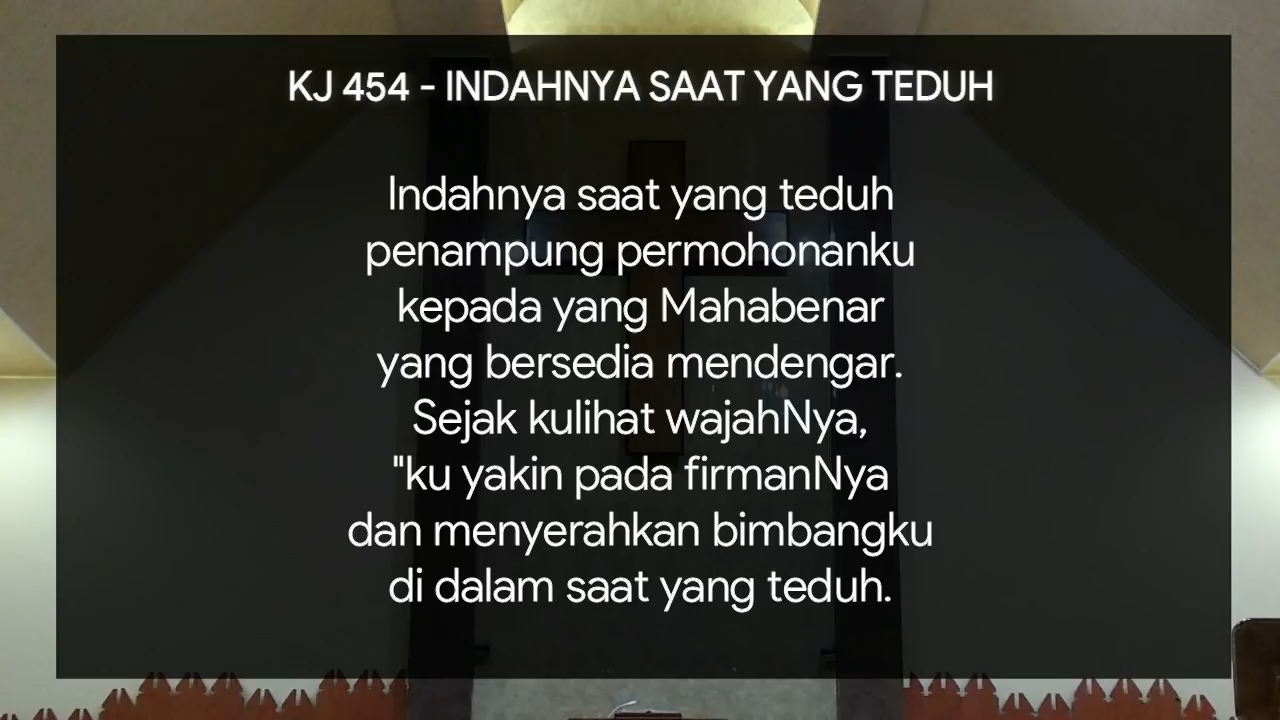 KJ 454 - INDAHNYA SAAT YANG TEDUH
Indahnya saat yang teduh
penampung permohonanku
kepada yang Mahabenar
yang bersedia mendengar.
Sejak kulihat wajahNya,
"ku yakin pada firmanNya
dan menyerahkan bimbangku
di dalam saat yang teduh.